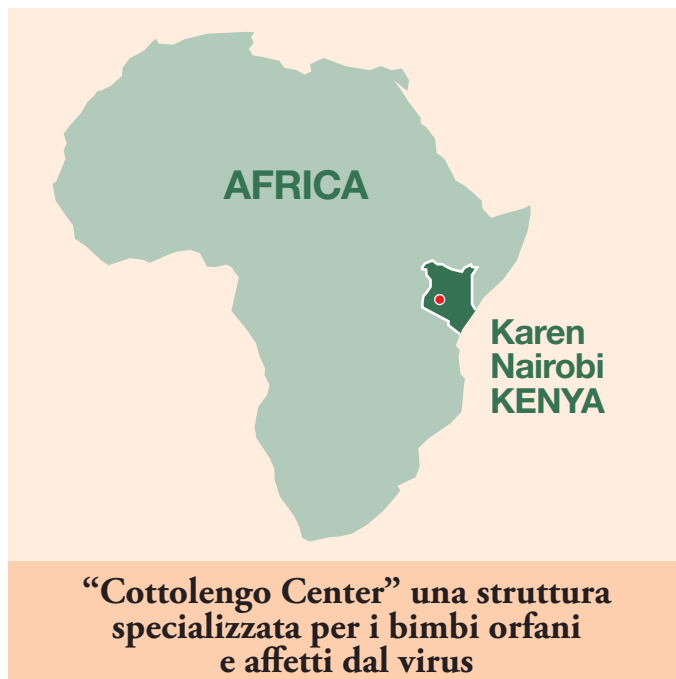 AFRICA
Karen
Nairobi
KENYA
“Cottolengo Center” una struttura
specializzata per i bimbi orfani
e affetti dal virus